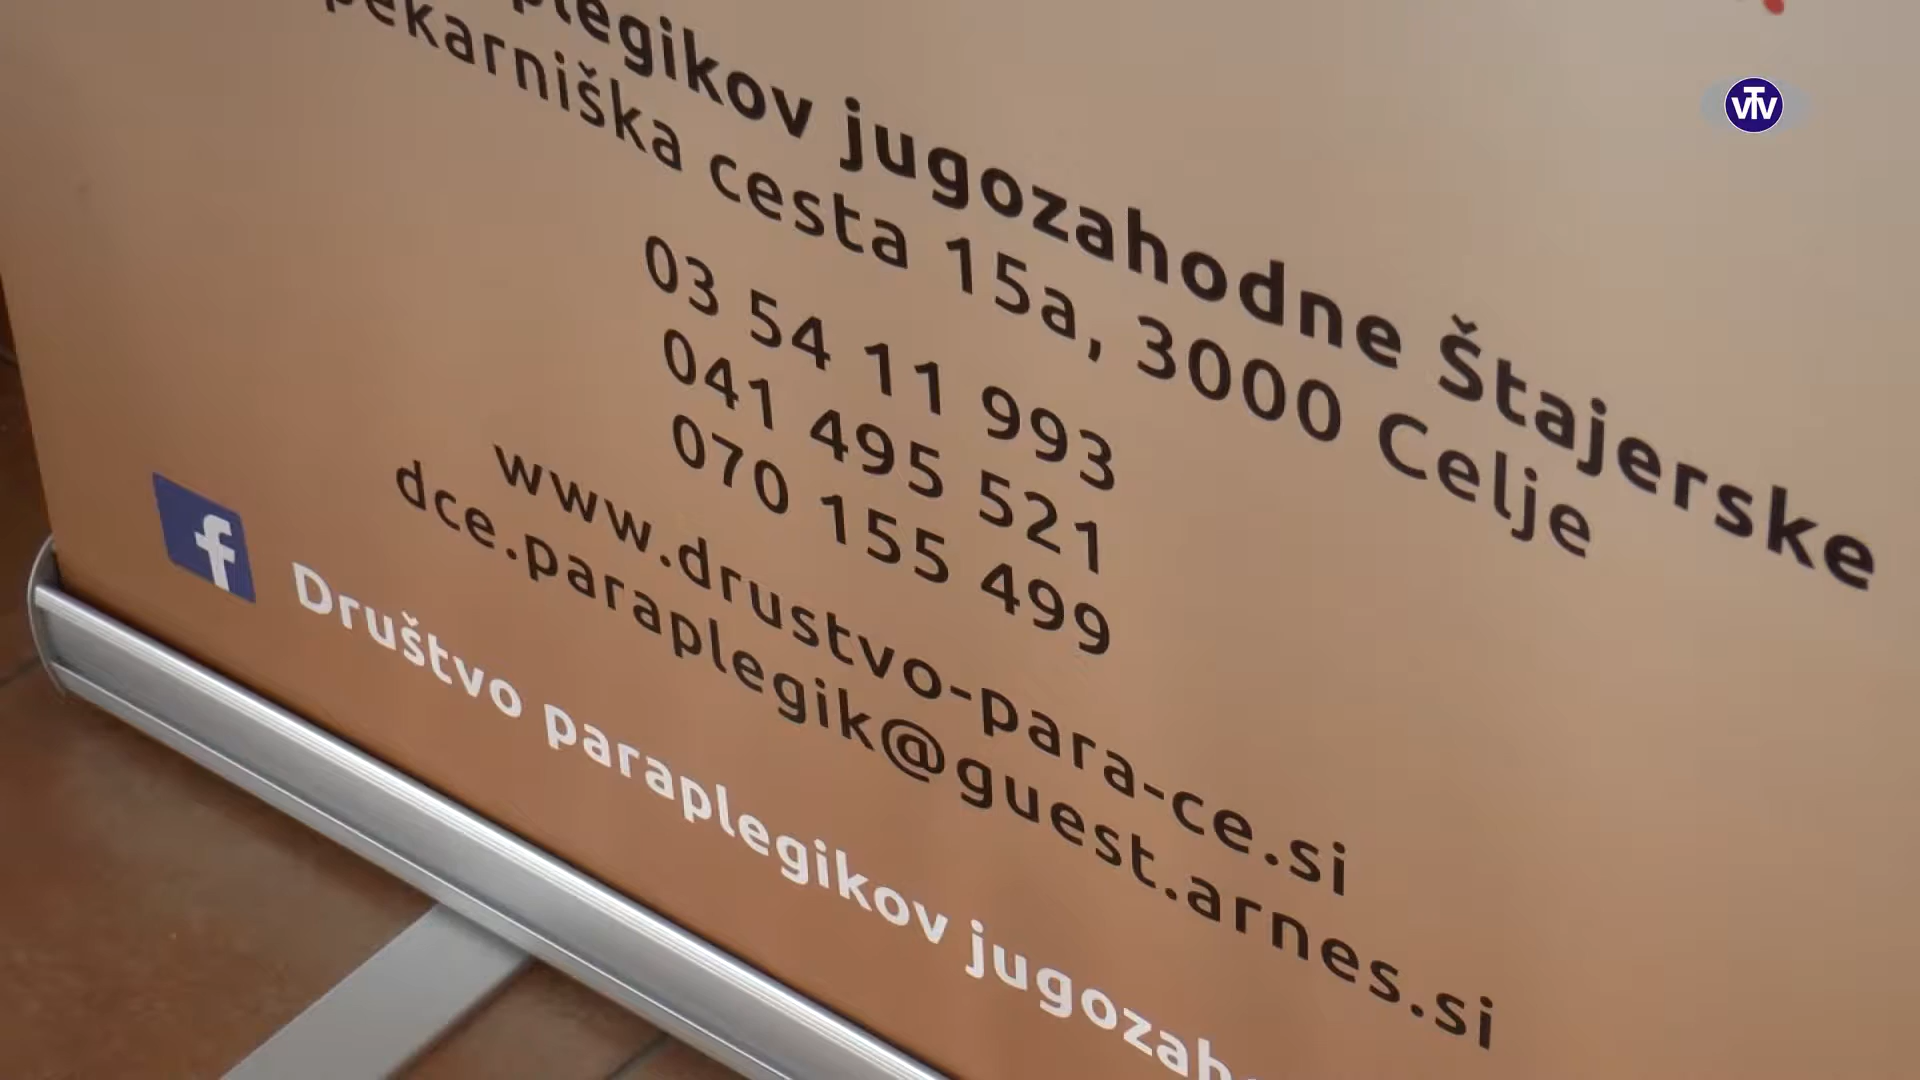 plegikov jugozahodne Štajerske
pekarniška cesta 15a, 3000 Celje
03 54 11 993
041 495 521
070 155 499
www.drustvo-para-ce.si
dce.paraplegik@guest.arnes.si
f Društvo paraplegikov jugozah
VTV